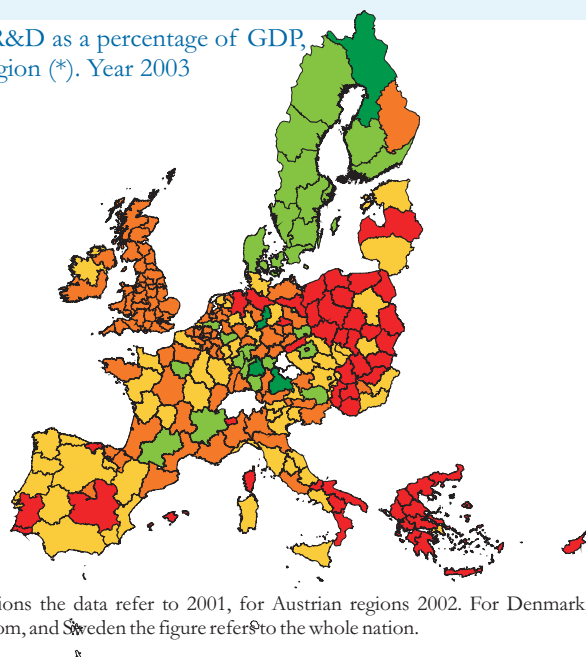 R&D as a percentage of GDP,
gion (*). Year 2003
ions the data refer to 2001, for Austrian regions 2002. For Denmark
om, and Sweden the figure refers to the whole nation.